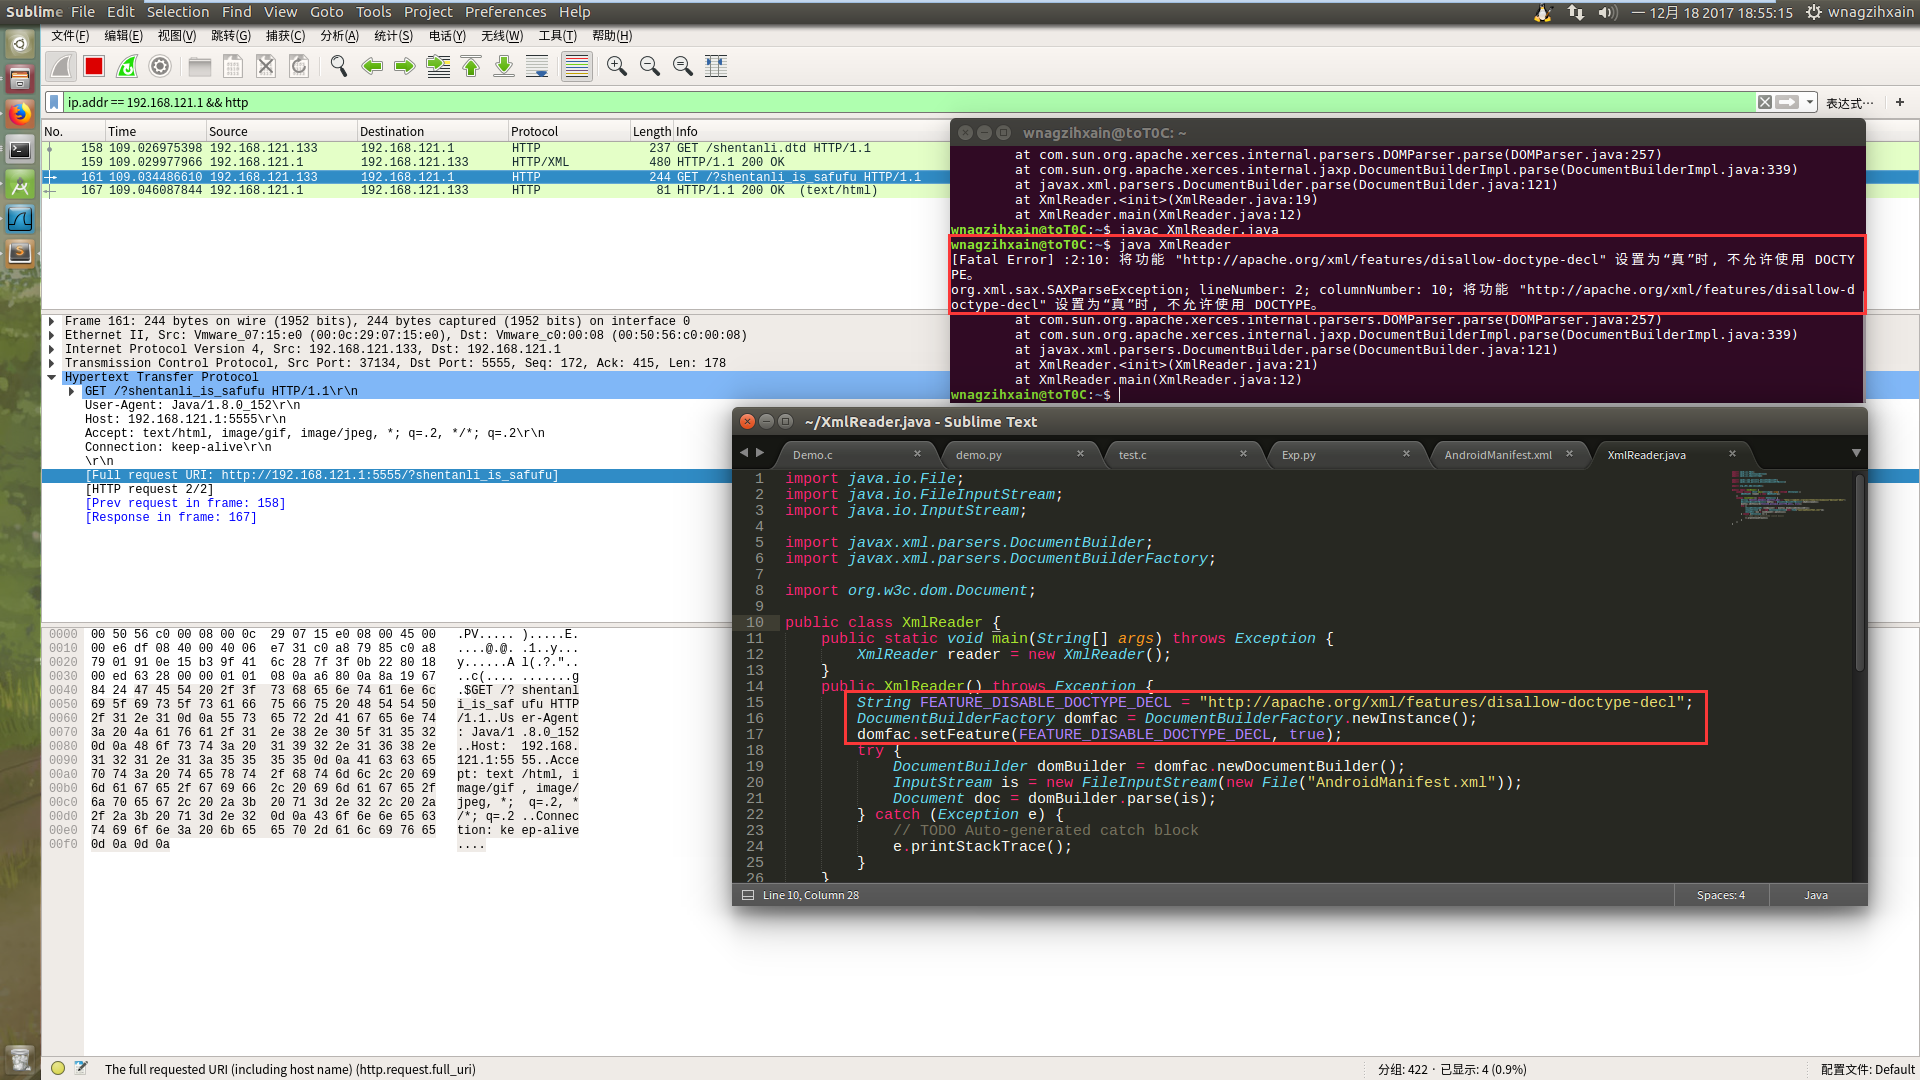 Sublime File Edit Selection Find View Goto Tools Project Preferences Help
一 12月 18 2017 18:55:15 wnagzihxain
文件(F) 编辑(E) 视图(V) 跳转(G) 捕获(C) 分析(A) 统计(S) 电话(Y) 无线(W) 工具(T) 帮助(H)
ip.addr == 192.168.121.1 && http
表达式… +
No. Time Source Destination Protocol Length Info
158 109.026975398 192.168.121.133 192.168.121.1 HTTP 237 GET /shentanli.dtd HTTP/1.1
159 109.029977966 192.168.121.1 192.168.121.133 HTTP/XML 480 HTTP/1.1 200 OK
161 109.034486610 192.168.121.133 192.168.121.1 HTTP 244 GET /?shentanli_is_safufu HTTP/1.1
167 109.046087844 192.168.121.1 192.168.121.133 HTTP 81 HTTP/1.1 200 OK (text/html)
Frame 161: 244 bytes on wire (1952 bits), 244 bytes captured (1952 bits) on interface 0
Ethernet II, Src: Vmware_07:15:e0 (00:0c:29:07:15:e0), Dst: Vmware_c0:00:08 (00:50:56:c0:00:08)
Internet Protocol Version 4, Src: 192.168.121.133, Dst: 192.168.121.1
Transmission Control Protocol, Src Port: 37134, Dst Port: 5555, Seq: 172, Ack: 415, Len: 178
Hypertext Transfer Protocol
GET /?shentanli_is_safufu HTTP/1.1\r\n
User-Agent: Java/1.8.0_152\r\n
Host: 192.168.121.1:5555\r\n
Accept: text/html, image/gif, image/jpeg, *; q=.2, */*; q=.2\r\n
Connection: keep-alive\r\n
\r\n
[Full request URI: http://192.168.121.1:5555/?shentanli_is_safufu]
[HTTP request 2/2]
[Prev request in frame: 158]
[Response in frame: 167]
0000 00 50 56 c0 00 08 00 0c 29 07 15 e0 08 00 45 00 .PV..... ).....E.
0010 00 e6 df 08 40 00 40 06 e7 31 c0 a8 79 85 c0 a8 ....@.@. .1..y...
0020 79 01 91 0e 15 b3 9f 41 6c 28 7f 3f 0b 22 80 18 y......A l(.?."..
0030 00 ed 63 28 00 00 01 01 08 0a a6 80 0a 8a 19 67 ..c(.... .......g
0040 84 24 47 45 54 20 2f 3f 73 68 65 6e 74 61 6e 6c .$GET /? shentanl
0050 69 5f 69 73 5f 73 61 66 75 66 75 20 48 54 54 50 i_is_saf ufu HTTP
0060 2f 31 2e 31 0d 0a 55 73 65 72 2d 41 67 65 6e 74 /1.1..Us er-Agent
0070 3a 20 4a 61 76 61 2f 31 2e 38 2e 30 5f 31 35 32 : Java/1 .8.0_152
0080 0d 0a 48 6f 73 74 3a 20 31 39 32 2e 31 36 38 2e ..Host:  192.168.
0090 31 32 31 2e 31 3a 35 35 35 35 0d 0a 41 63 63 65 121.1:55 55..Acce
00a0 70 74 3a 20 74 65 78 74 2f 68 74 6d 6c 2c 20 69 pt: text /html, i
00b0 6d 61 67 65 2f 67 69 66 2c 20 69 6d 61 67 65 2f mage/gif , image/
00c0 6a 70 65 67 2c 20 2a 3b 20 71 3d 2e 32 2c 20 2a jpeg, *;  q=.2, *
00d0 2f 2a 3b 20 71 3d 2e 32 0d 0a 43 6f 6e 6e 65 63 /*; q=.2 ..Connec
00e0 74 69 6f 6e 3a 20 6b 65 65 70 2d 61 6c 69 76 65 tion: ke ep-alive
00f0 0d 0a 0d 0a ....
wnagzihxain@toT0C: ~
at com.sun.org.apache.xerces.internal.parsers.DOMParser.parse(DOMParser.java:257)
at com.sun.org.apache.xerces.internal.jaxp.DocumentBuilderImpl.parse(DocumentBuilderImpl.java:339)
at javax.xml.parsers.DocumentBuilder.parse(DocumentBuilder.java:121)
at XmlReader.<init>(XmlReader.java:19)
at XmlReader.main(XmlReader.java:12)
wnagzihxain@toT0C:~$ javac XmlReader.java
wnagzihxain@toT0C:~$ java XmlReader
[Fatal Error] :2:10: 将功能 "http://apache.org/xml/features/disallow-doctype-decl" 设置为“真”时, 不允许使用 DOCTY
PE。
org.xml.sax.SAXParseException; lineNumber: 2; columnNumber: 10; 将功能 "http://apache.org/xml/features/disallow-d
octype-decl" 设置为“真”时, 不允许使用 DOCTYPE。
at com.sun.org.apache.xerces.internal.parsers.DOMParser.parse(DOMParser.java:257)
at com.sun.org.apache.xerces.internal.jaxp.DocumentBuilderImpl.parse(DocumentBuilderImpl.java:339)
at javax.xml.parsers.DocumentBuilder.parse(DocumentBuilder.java:121)
at XmlReader.<init>(XmlReader.java:21)
at XmlReader.main(XmlReader.java:12)
wnagzihxain@toT0C:~$
~/XmlReader.java - Sublime Text
Demo.c demo.py test.c Exp.py AndroidManifest.xml XmlReader.java
1 import java.io.File;
2 import java.io.FileInputStream;
3 import java.io.InputStream;
4
5 import javax.xml.parsers.DocumentBuilder;
6 import javax.xml.parsers.DocumentBuilderFactory;
7
8 import org.w3c.dom.Document;
9
10 public class XmlReader {
11 public static void main(String[] args) throws Exception {
12 XmlReader reader = new XmlReader();
13 }
14 public XmlReader() throws Exception {
15 String FEATURE_DISABLE_DOCTYPE_DECL = "http://apache.org/xml/features/disallow-doctype-decl";
16 DocumentBuilderFactory domfac = DocumentBuilderFactory.newInstance();
17 domfac.setFeature(FEATURE_DISABLE_DOCTYPE_DECL, true);
18 try {
19 DocumentBuilder domBuilder = domfac.newDocumentBuilder();
20 InputStream is = new FileInputStream(new File("AndroidManifest.xml"));
21 Document doc = domBuilder.parse(is);
22 } catch (Exception e) {
23 // TODO Auto-generated catch block
24 e.printStackTrace();
25 }
26 }
Line 10, Column 28 Spaces: 4 Java
The full requested URI (including host name) (http.request.full_uri) 分组: 422 · 已显示: 4 (0.9%) 配置文件: Default